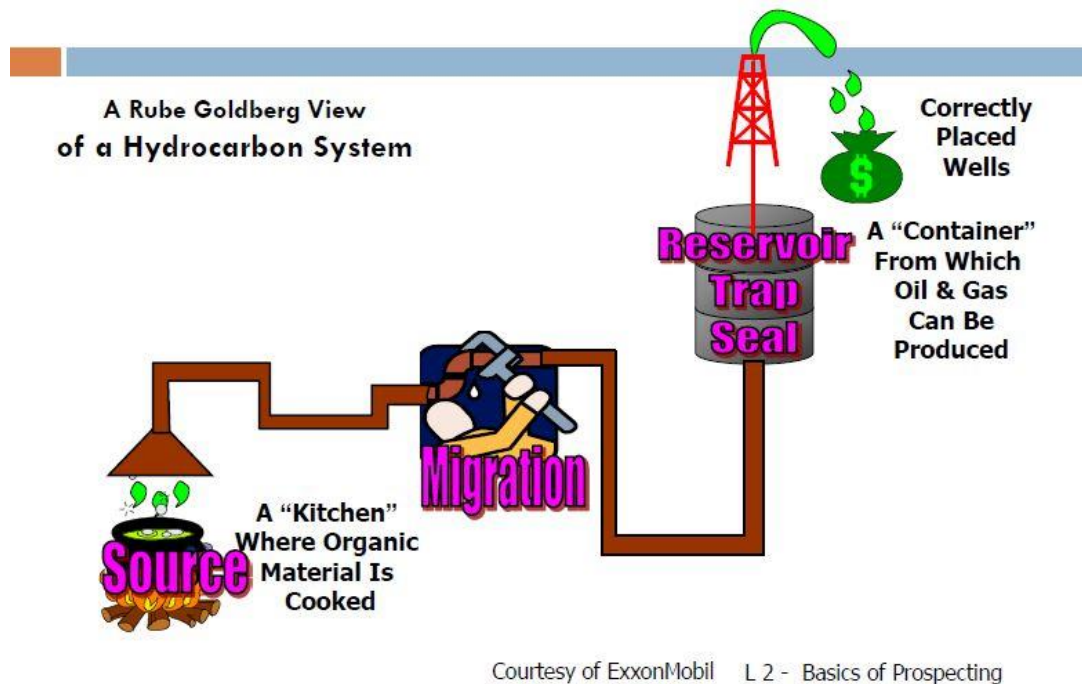 A Rube Goldberg View
of a Hydrocarbon System
Correctly
Placed
Wells
$
Reservoir
Trap
Seal
A “Container”
From Which
Oil & Gas
Can Be
Produced
Migration
Source
A “Kitchen”
Where Organic
Material Is
Cooked
Courtesy of ExxonMobil L 2 - Basics of Prospecting